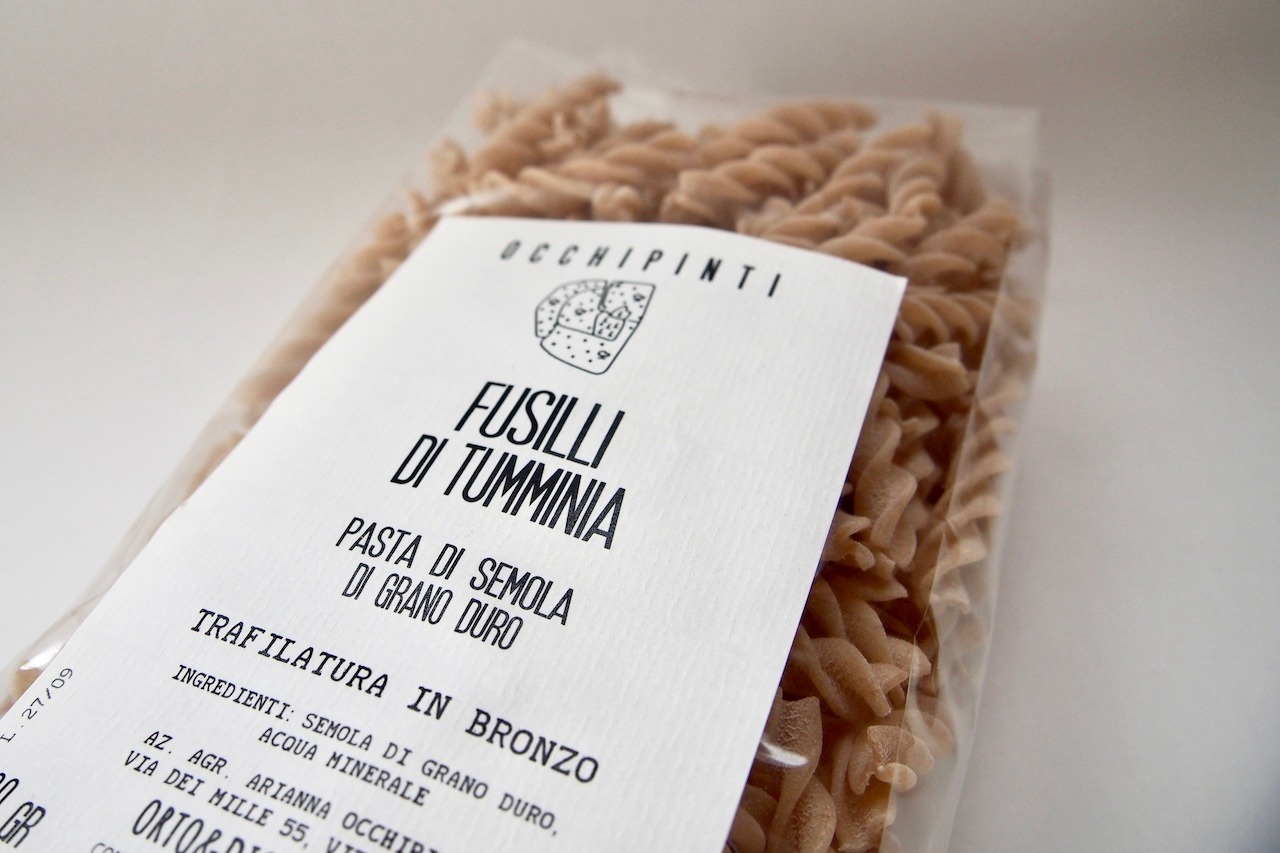 OCCHIPINTI
FUSILLI
DI TUMMINIA
PASTA DI SEMOLA
DI GRANO DURO
TRAFILATURA IN BRONZO
INGREDIENTI: SEMOLA DI GRANO DURO,
ACQUA MINERALE
AZ. AGR. ARIANNA
VIA DEI MILLE 55,
L.27/09
GR